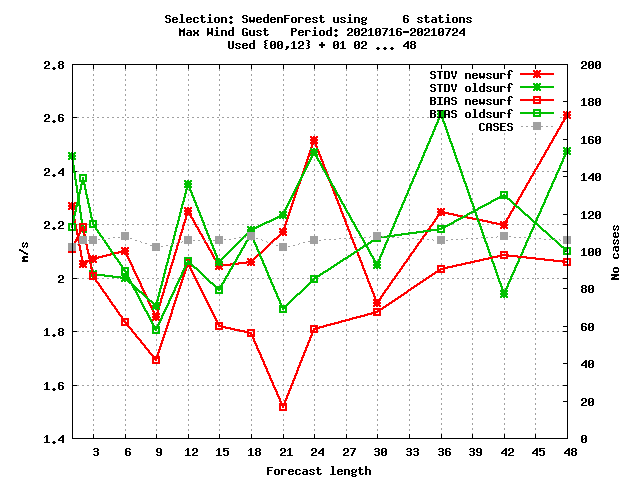 Selection: SwedenForest using     6 stations
Max Wind Gust   Period: 20210716-20210724
Used {00,12} + 01 02 ... 48
STDV newsurf
STDV oldsurf
BIAS newsurf
BIAS oldsurf
CASES
2.8
2.6
2.4
2.2
2
1.8
1.6
1.4
m/s
200
180
160
140
120
100
80
60
40
20
0
No cases
3 6 9 12 15 18 21 24 27 30 33 36 39 42 45 48
Forecast length